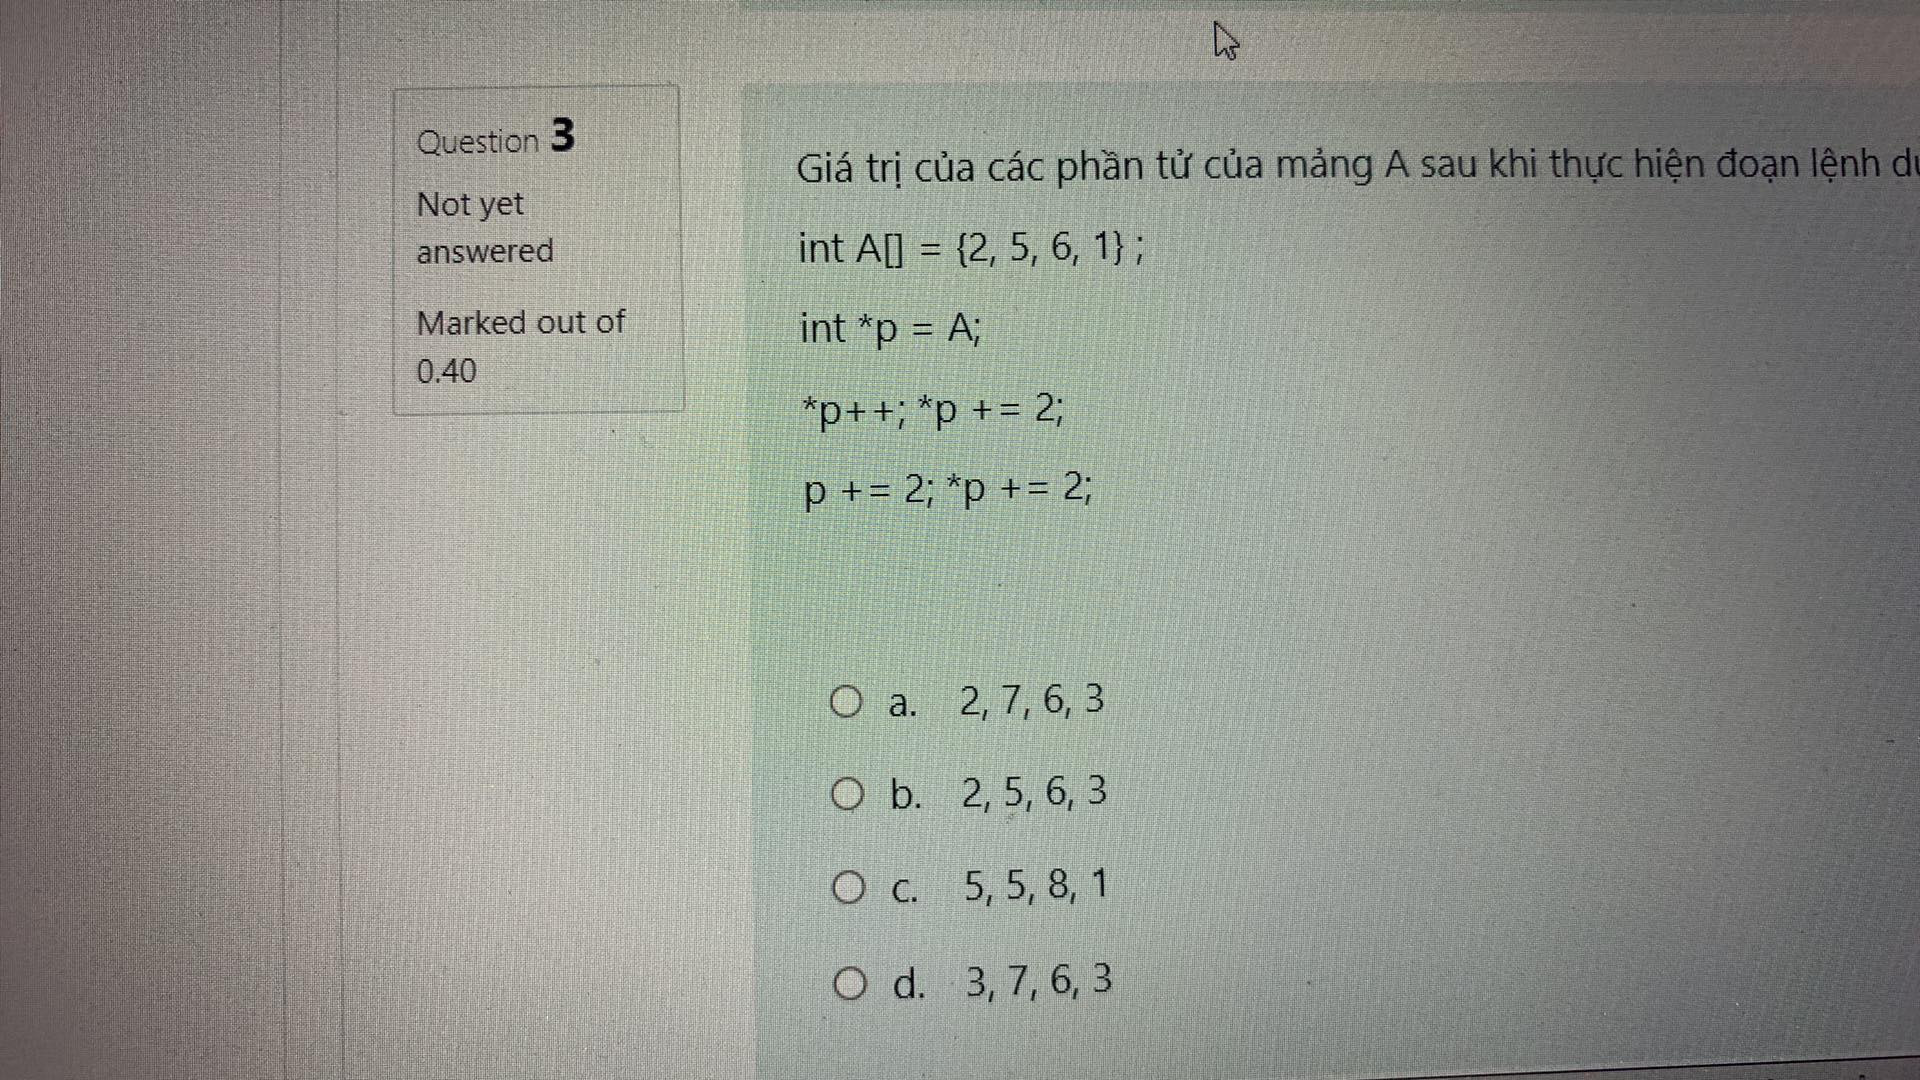 Question 3
Not yet
answered
Marked out of
0.40
Giá trị của các phần tử của mảng A sau khi thực hiện đoạn lệnh
int A[] = {2, 5, 6, 1} ;
int *p = A;
*p++; *p += 2;
p += 2; *p += 2;
a. 2, 7, 6, 3
b. 2, 5, 6, 3
c. 5, 5, 8, 1
d. 3, 7, 6, 3